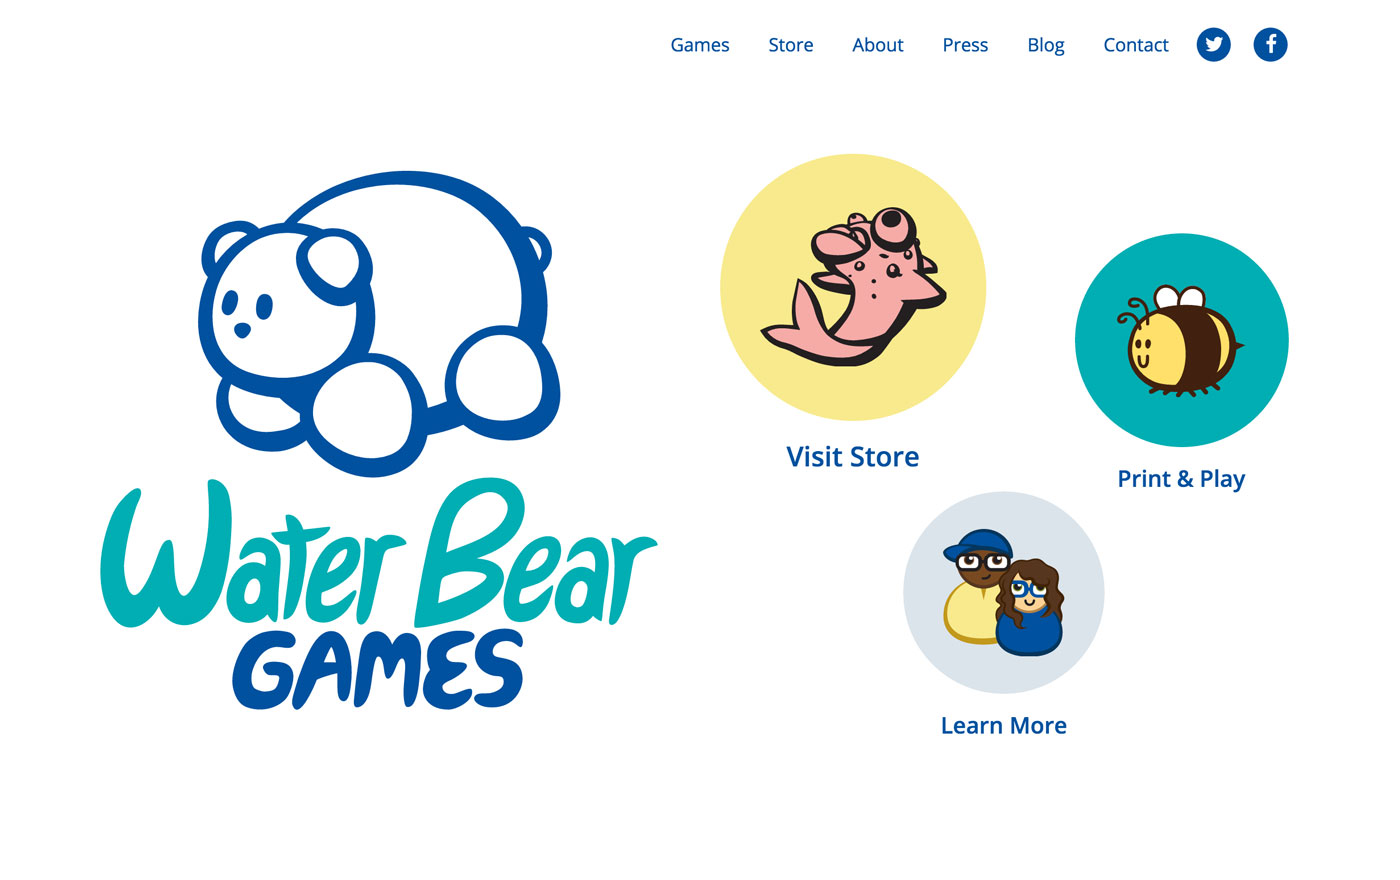 Games Store About Press Blog Contact
Water Bear
GAMES
Visit Store
Print & Play
Learn More